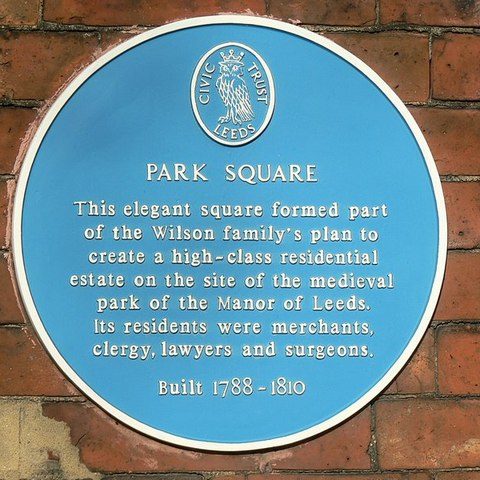 CIVIC TRUST
LEEDS
PARK SQUARE
This elegant square formed part
of the Wilson family's plan to
create a high-class residential
estate on the site of the medieval
park of the Manor of Leeds.
Its residents were merchants,
clergy, lawyers and surgeons.
Built 1788-1810